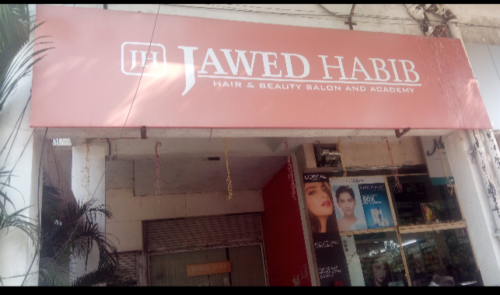 JH JAWED HABIB
HAIR & BEAUTY SALON AND ACADEMY